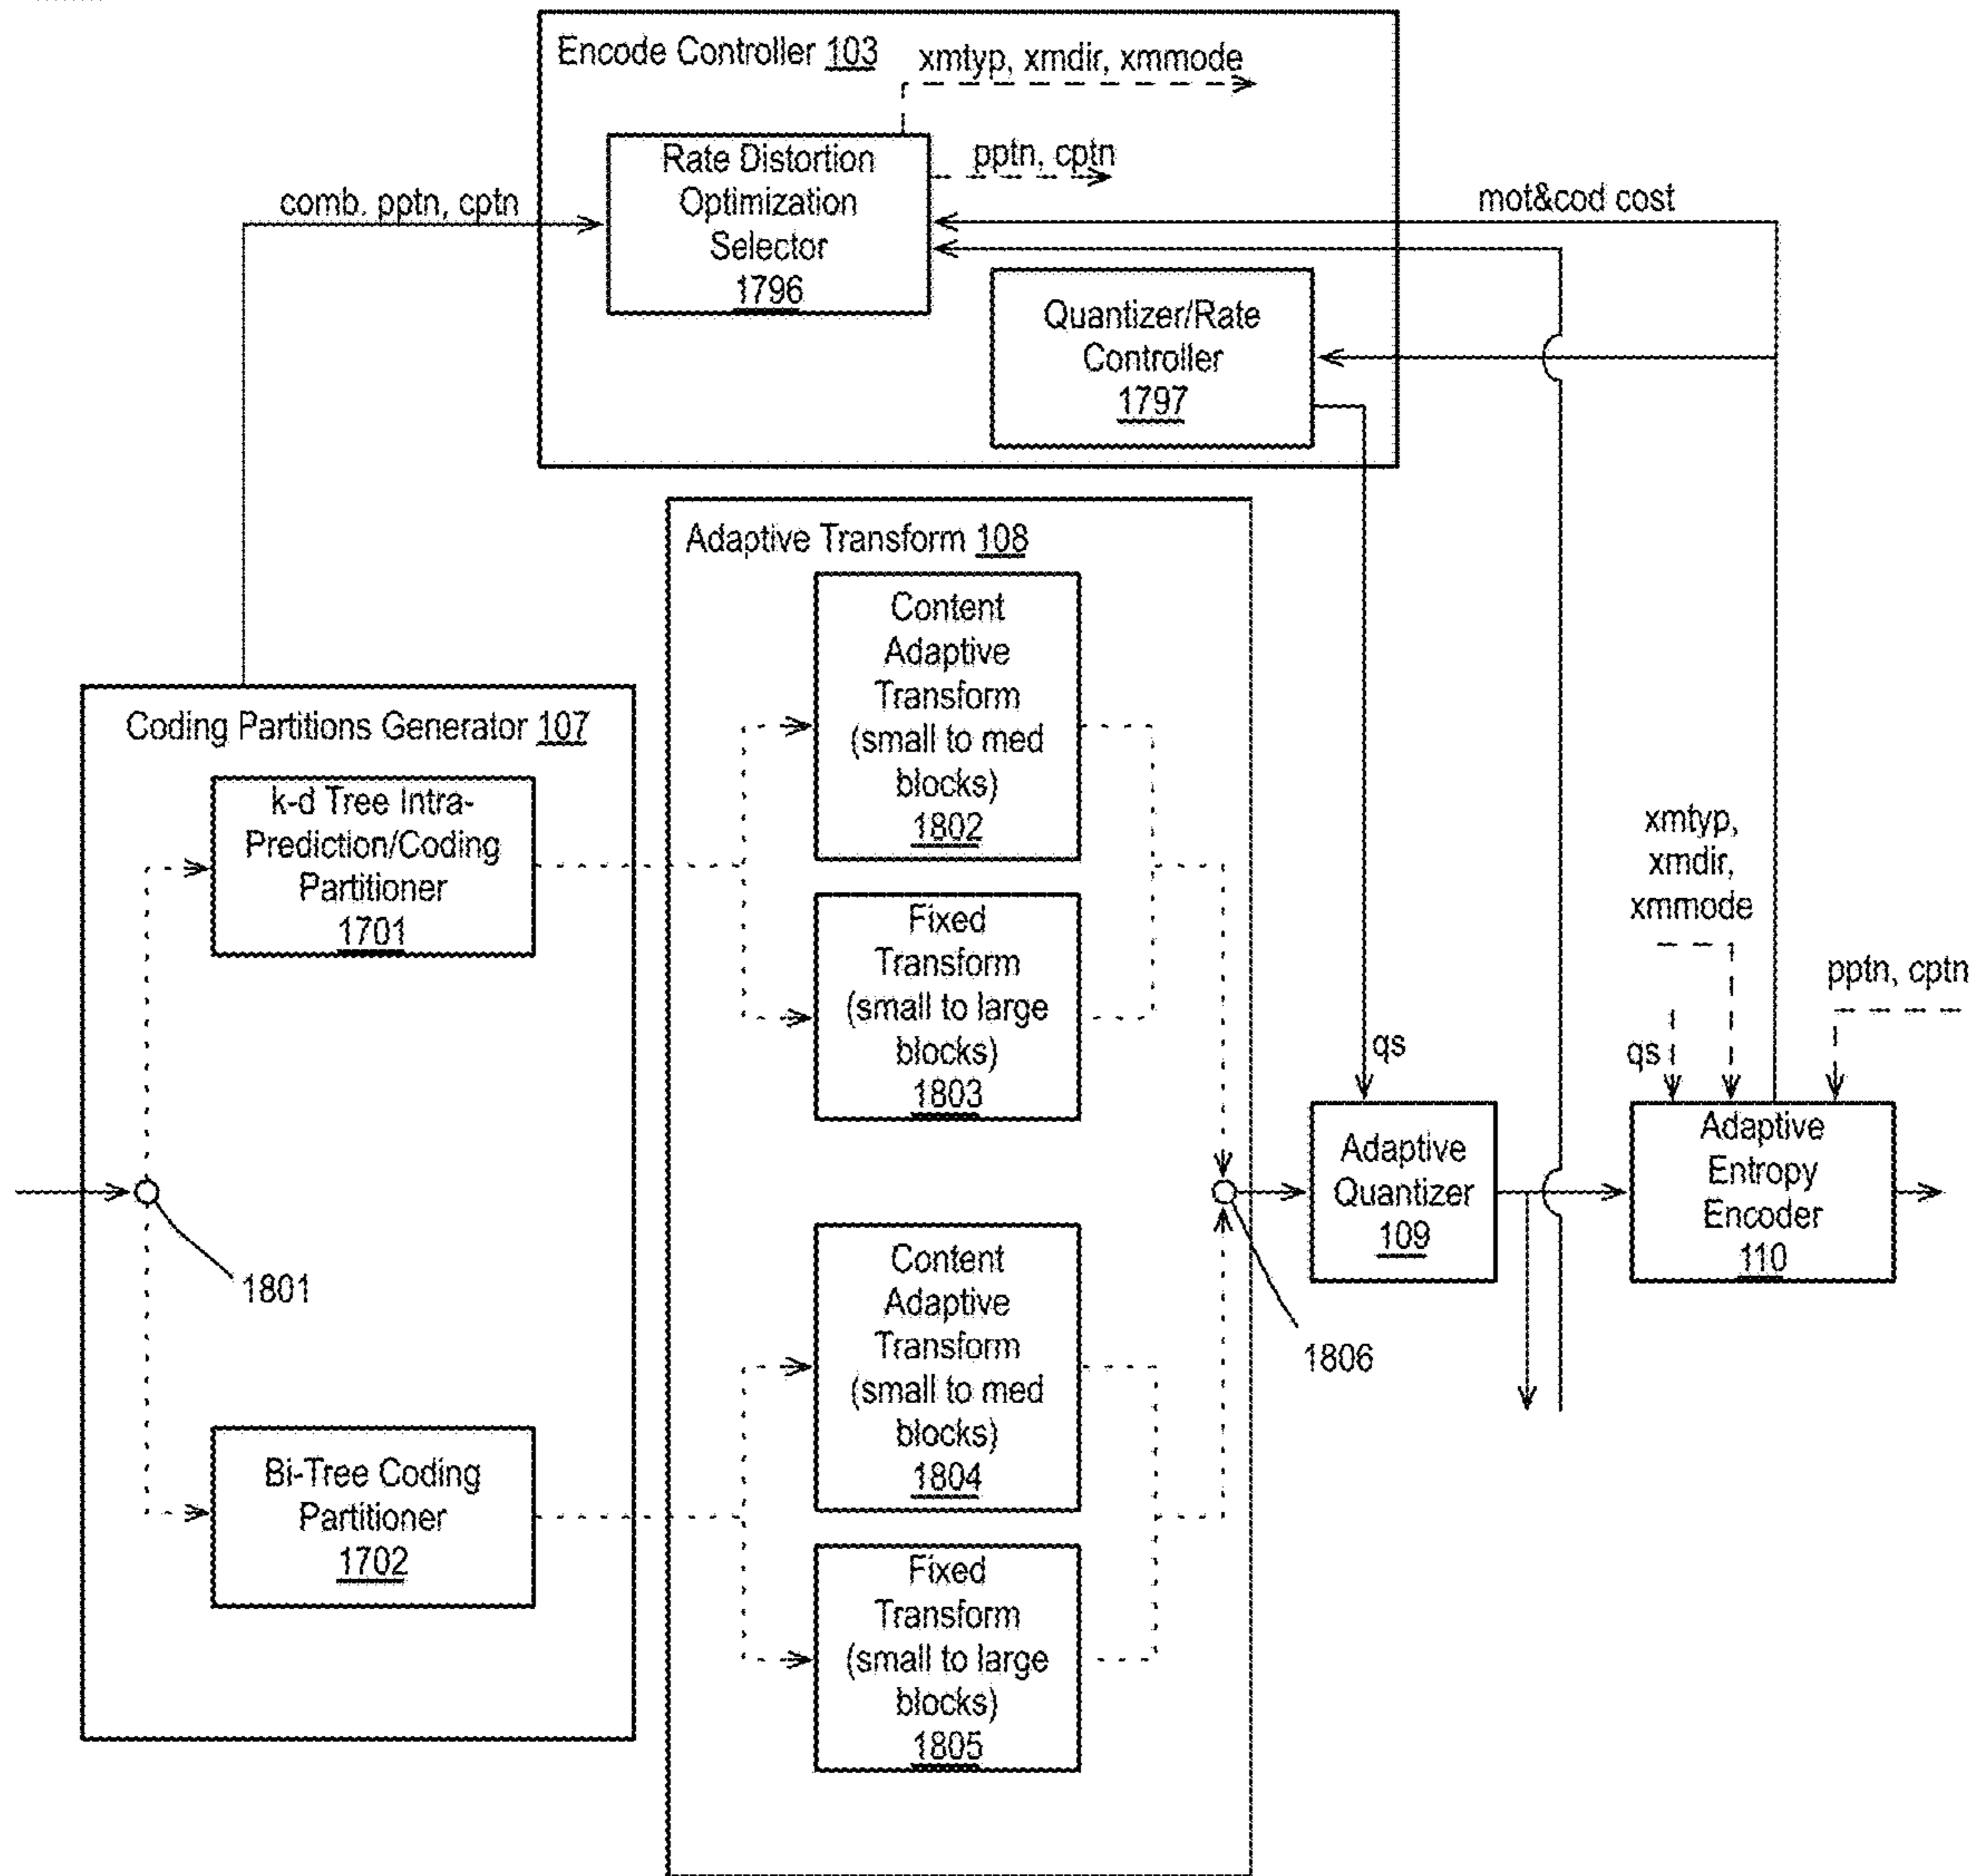 Encode Controller 103
xmtyp, xmdir, xmmode
Rate Distortion
Optimization
Selector
1796
pptn, cptn
comb. pptn, cptn
mot&cod cost
Quantizer/Rate
Controller
1797
Adaptive Transform 108
Content
Adaptive
Transform
(small to med
blocks)
1802
Coding Partitions Generator 107
k-d Tree Intra-
Prediction/Coding
Partitioner
1701
Fixed
Transform
(small to large
blocks)
1803
xmtyp,
xmdir,
xmmode
pptn, cptn
qs
qs
Adaptive
Quantizer
109
Adaptive
Entropy
Encoder
110
1801
Content
Adaptive
Transform
(small to med
blocks)
1804
1806
Bi-Tree Coding
Partitioner
1702
Fixed
Transform
(small to large
blocks)
1805